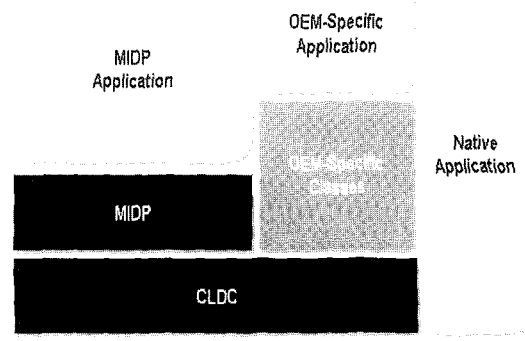 OEM-Specific
Application
MIDP
Application
Native
Application
OEM-Specific
Classes
MIDP
CLDC